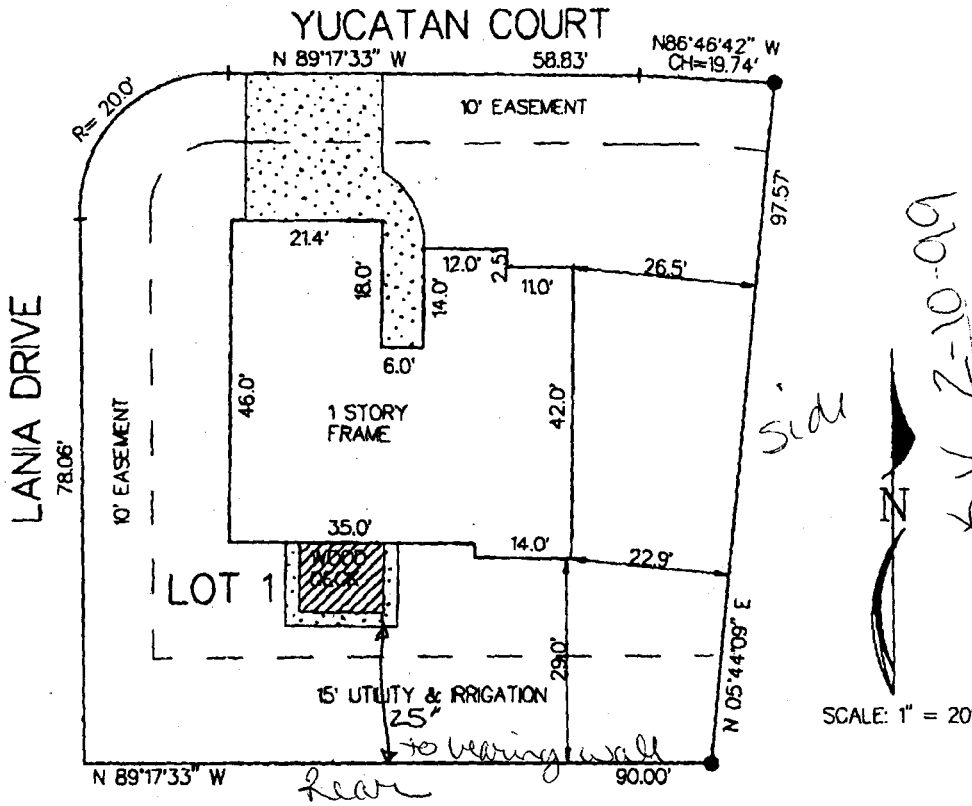 YUCATAN COURT
N 89°17'33" W
58.83'
N86°46'42" W
CH=19.74'
R= 20.0'
10' EASEMENT
97.57'
21.4'
12.0'
2.5'
11.0'
26.5'
18.0'
14.0'
2-10-99
6.0'
LANIA DRIVE
78.06'
10' EASEMENT
46.0'
1 STORY
FRAME
42.0'
side
N
35.0'
14.0'
22.9'
WOOD
DECK
LOT 1
29.0'
N 05°44'09" E
15' UTILITY & IRRIGATION
25"
SCALE: 1" = 20'
to bearing wall
N 89°17'33" W
Rear
90.00'